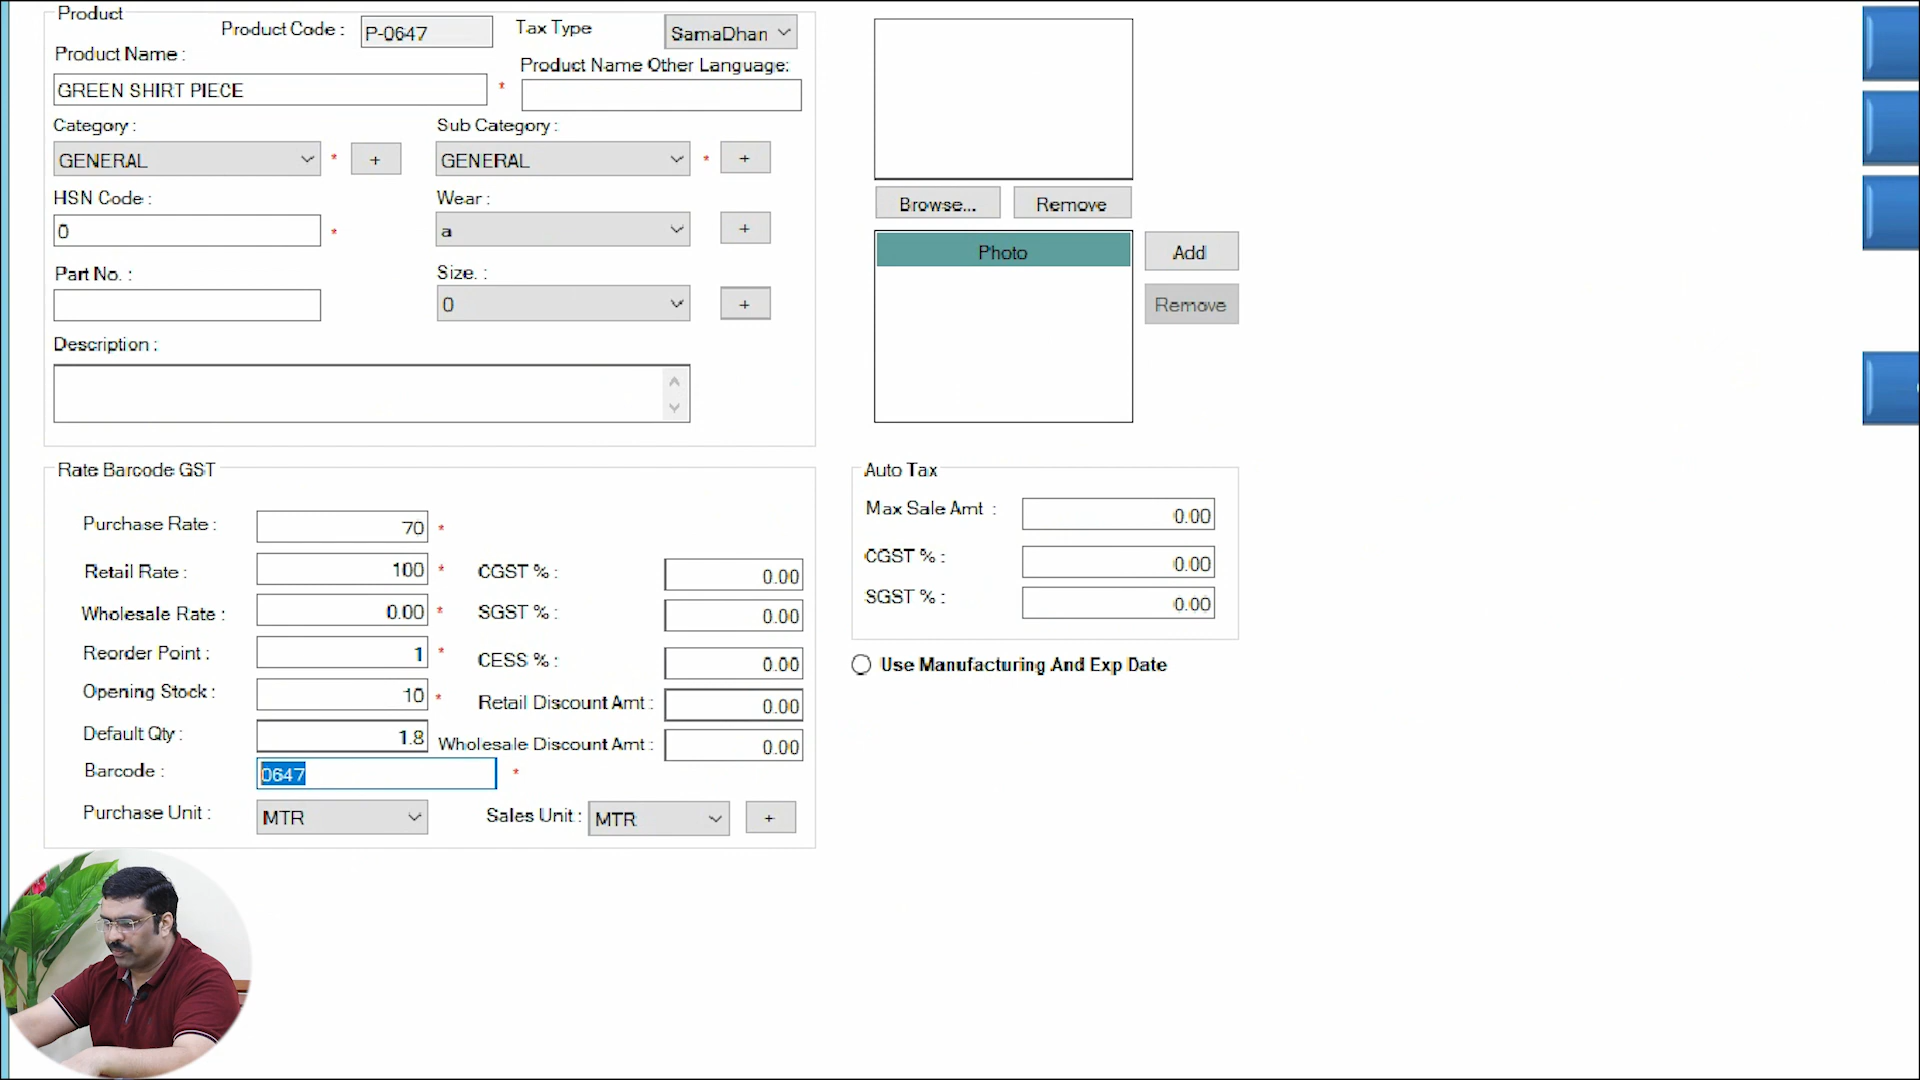 Product
Product Code : P-0647 Tax Type SamaDhan
Product Name : Product Name Other Language:
GREEN SHIRT PIECE *
Category : Sub Category :
GENERAL * + GENERAL * +
HSN Code : Wear :
0 * a +
Part No. : Size. :
0 +
Description :
Browse... Remove
Photo Add
Remove
Rate Barcode GST
Purchase Rate : 70 *
Retail Rate : 100 * CGST % : 0.00
Wholesale Rate : 0.00 * SGST % : 0.00
Reorder Point : 1 * CESS % : 0.00
Opening Stock : 10 * Retail Discount Amt : 0.00
Default Qty : 1.8 Wholesale Discount Amt : 0.00
Barcode : 0647 *
Purchase Unit : MTR Sales Unit : MTR +
Auto Tax
Max Sale Amt : 0.00
CGST % : 0.00
SGST % : 0.00
Use Manufacturing And Exp Date